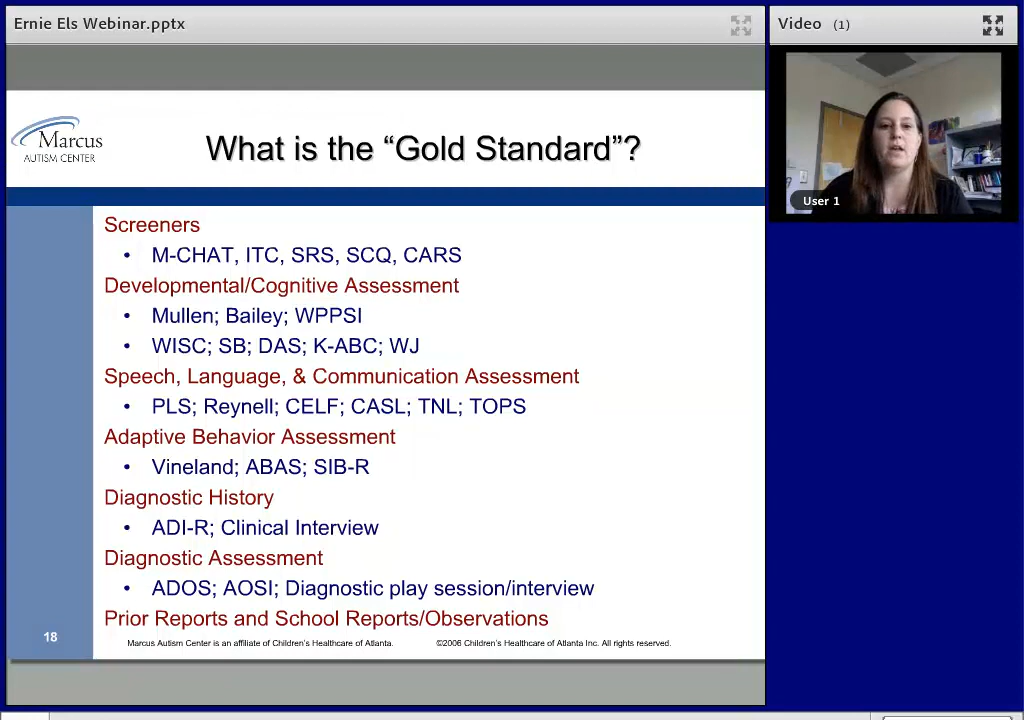 Ernie Els Webinar.pptx
Video (1)
Marcus
AUTISM CENTER
What is the “Gold Standard”?
User 1
Screeners
• M-CHAT, ITC, SRS, SCQ, CARS
Developmental/Cognitive Assessment
• Mullen; Bailey; WPPSI
• WISC; SB; DAS; K-ABC; WJ
Speech, Language, & Communication Assessment
• PLS; Reynell; CELF; CASL; TNL; TOPS
Adaptive Behavior Assessment
• Vineland; ABAS; SIB-R
Diagnostic History
• ADI-R; Clinical Interview
Diagnostic Assessment
• ADOS; AOSI; Diagnostic play session/interview
Prior Reports and School Reports/Observations
18
Marcus Autism Center is an affiliate of Children’s Healthcare of Atlanta. ©2006 Children’s Healthcare of Atlanta Inc. All rights reserved.